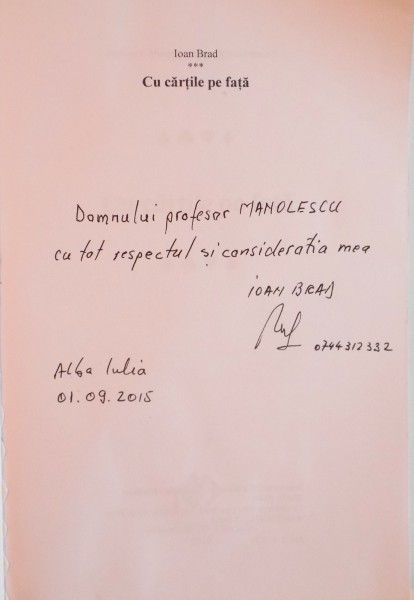 Ioan Brad
***
Cu cărțile pe față
Domnului profesor MANOLESCU
cu tot respectul și considerația mea
IOAN BRAD
0744312332
Alba Iulia
01.09.2015